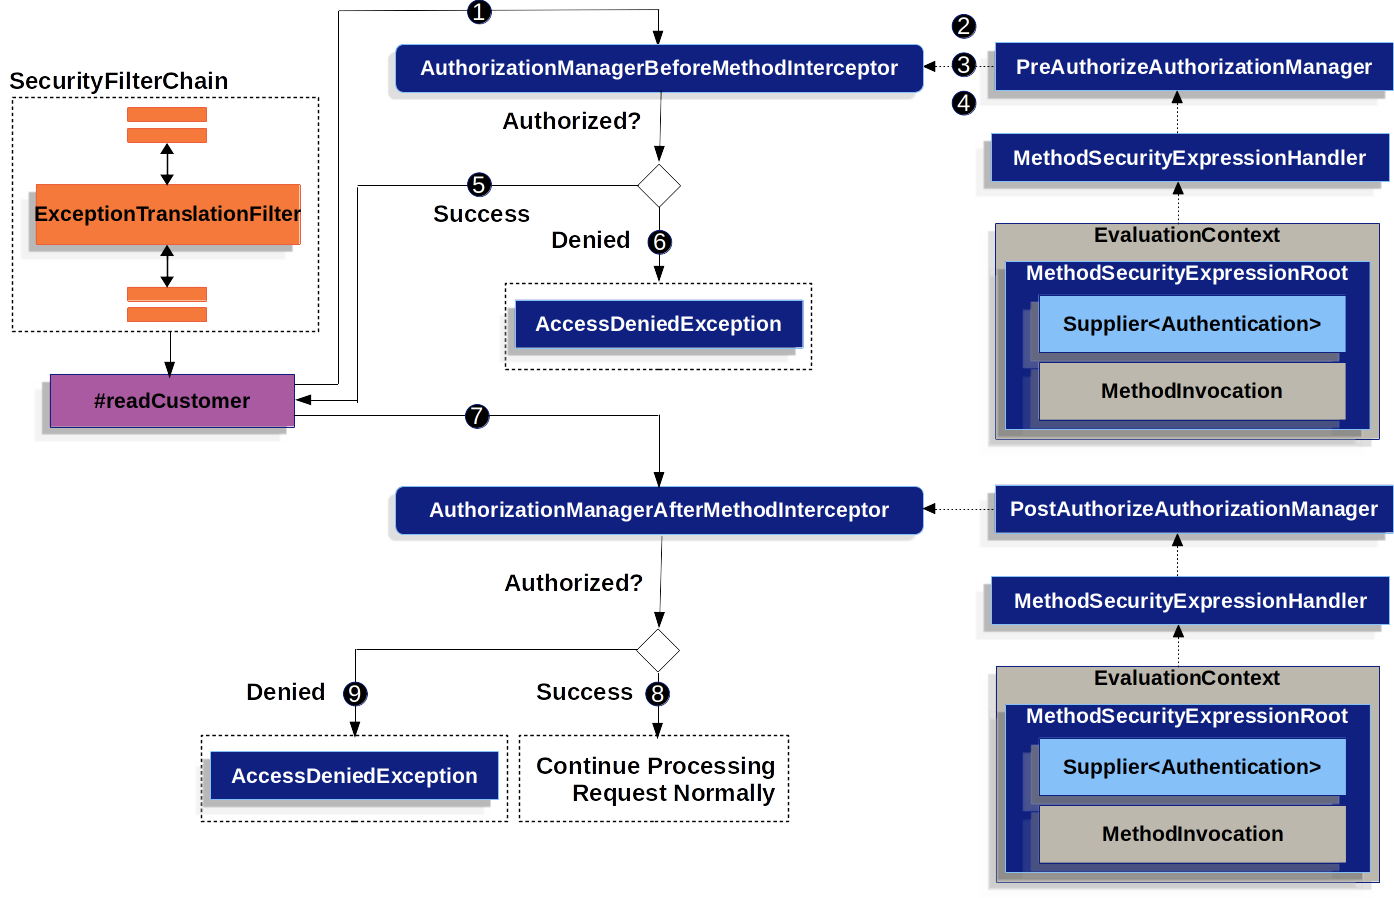 1
2
AuthorizationManagerBeforeMethodInterceptor
3
PreAuthorizeAuthorizationManager
SecurityFilterChain
4
Authorized?
MethodSecurityExpressionHandler
5
Success
ExceptionTranslationFilter
Denied
6
EvaluationContext
MethodSecurityExpressionRoot
AccessDeniedException
Supplier<Authentication>
MethodInvocation
#readCustomer
7
AuthorizationManagerAfterMethodInterceptor
PostAuthorizeAuthorizationManager
Authorized?
MethodSecurityExpressionHandler
EvaluationContext
Denied
9
Success
8
MethodSecurityExpressionRoot
AccessDeniedException
Continue Processing
Request Normally
Supplier<Authentication>
MethodInvocation